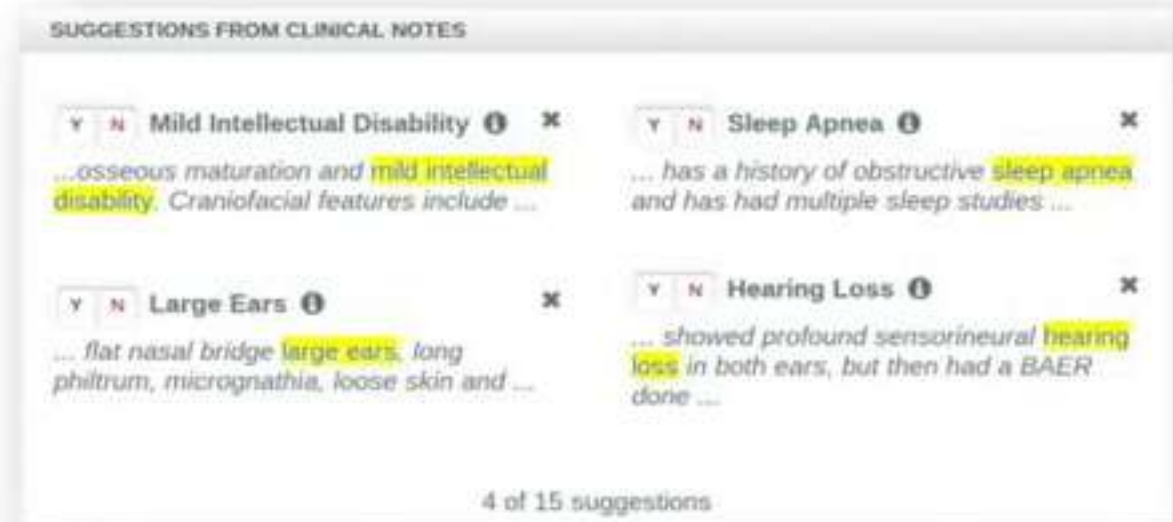 SUGGESTIONS FROM CLINICAL NOTES
Y N Mild Intellectual Disability
...osseous maturation and mild intellectual
disability. Craniofacial features include ...
Y N Sleep Apnea
... has a history of obstructive sleep apnea
and has had multiple sleep studies ...
Y N Large Ears
... flat nasal bridge large ears, long
philtrum, micrognathia, loose skin and ...
Y N Hearing Loss
... showed profound sensorineural hearing
loss in both ears, but then had a BAER
done ...
4 of 15 suggestions